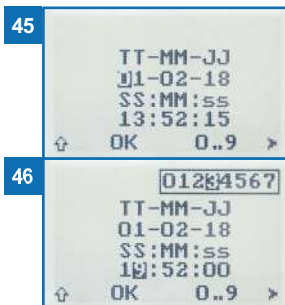 45
TT-MM-JJ
01-02-18
SS:MM:ss
13:52:15
OK 0..9 >
46
01234567
TT-MM-JJ
01-02-18
SS:MM:ss
13:52:00
OK 0..9 >